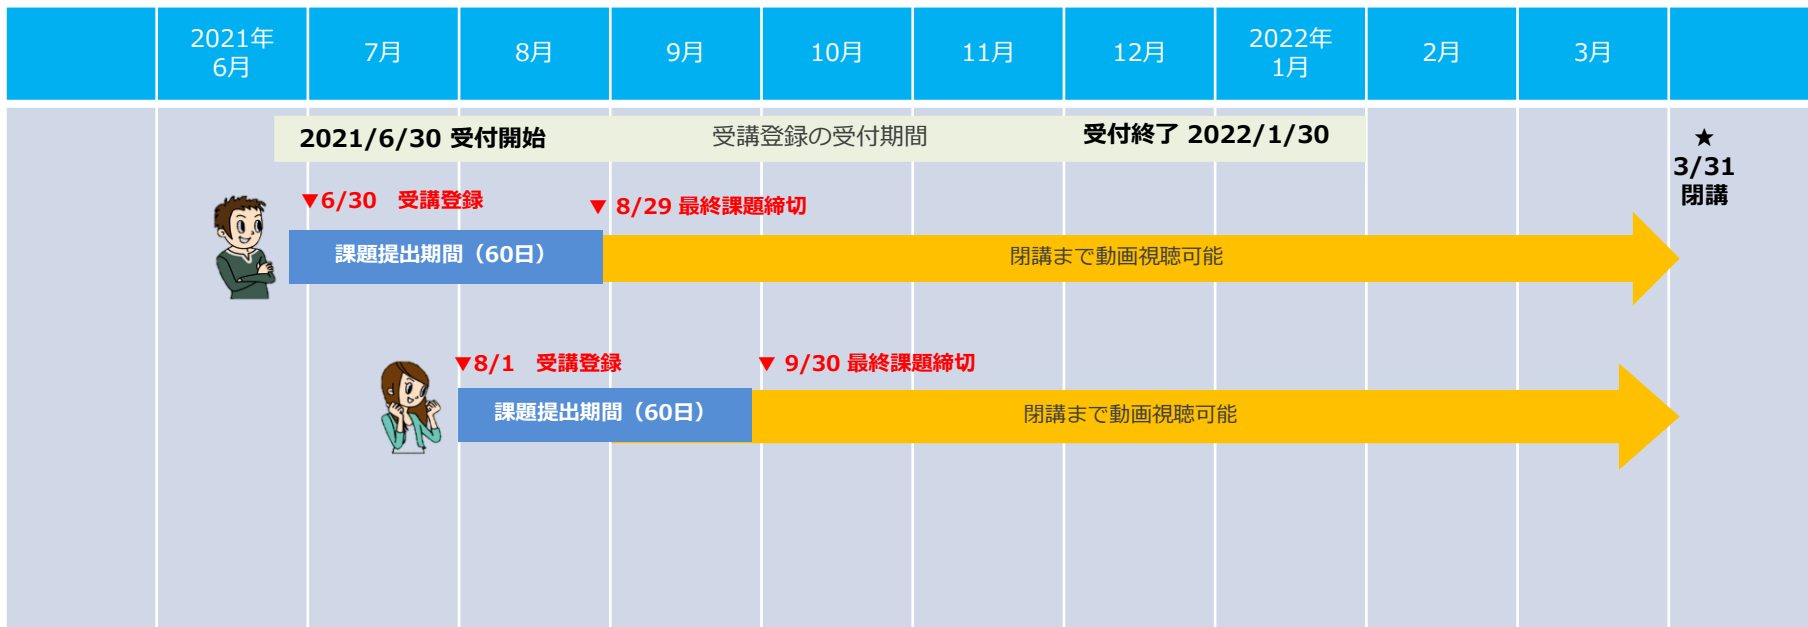 2021年
6月
7月
8月
9月
10月
11月
12月
2022年
1月
2月
3月
2021/6/30 受付開始
受講登録の受付期間
受付終了 2022/1/30
★
3/31
閉講
▼6/30　受講登録
▼ 8/29 最終課題締切
課題提出期間（60日）
閉講まで動画視聴可能
▼8/1　受講登録
▼ 9/30 最終課題締切
課題提出期間（60日）
閉講まで動画視聴可能